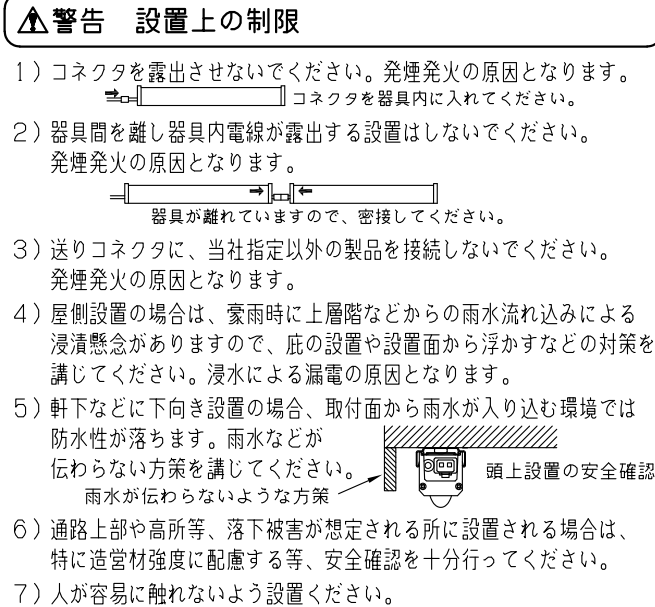 ⚠警告　設置上の制限
1）コネクタを露出させないでください。発煙発火の原因となります。
コネクタを器具内に入れてください。
2）器具間を離し器具内電線が露出する設置はしないでください。
発煙発火の原因となります。
器具が離れていますので、密接してください。
3）送りコネクタに、当社指定以外の製品を接続しないでください。
発煙発火の原因となります。
4）屋側設置の場合は、豪雨時に上層階などからの雨水流れ込みによる
浸漬懸念がありますので、庇の設置や設置面から浮かすなどの対策を
講じてください。浸水による漏電の原因となります。
5）軒下などに下向き設置の場合、取付面から雨水が入り込む環境では
防水性が落ちます。雨水などが
伝わらない方策を講じてください。
頭上設置の安全確認
雨水が伝わらないような方策
6）通路上部や高所等、落下被害が想定される所に設置される場合は、
特に造営材強度に配慮する等、安全確認を十分行ってください。
7）人が容易に触れないよう設置ください。